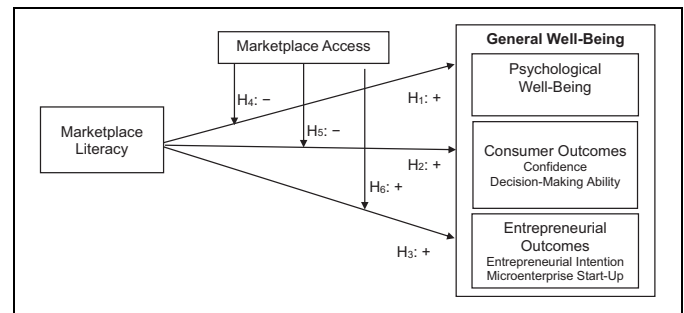 Marketplace Access
General Well-Being
Psychological
Well-Being
H4: −
H1: +
Marketplace
Literacy
H5: −
H2: +
Consumer Outcomes
Confidence
Decision-Making Ability
H6: +
H3: +
Entrepreneurial
Outcomes
Entrepreneurial Intention
Microenterprise Start-Up